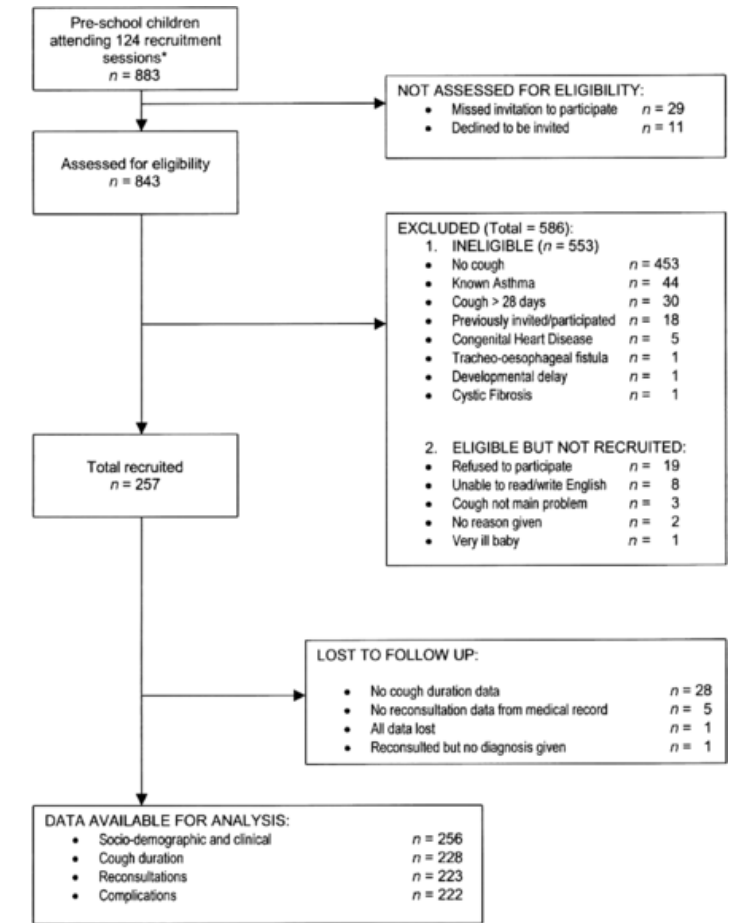 Pre-school children
attending 124 recruitment
sessions*
n = 883
NOT ASSESSED FOR ELIGIBILITY:
• Missed invitation to participate n = 29
• Declined to be invited n = 11
Assessed for eligibility
n = 843
EXCLUDED (Total = 586):
1. INELIGIBLE (n = 553)
• No cough n = 453
• Known Asthma n = 44
• Cough > 28 days n = 30
• Previously invited/participated n = 18
• Congenital Heart Disease n = 5
• Tracheo-oesophageal fistula n = 1
• Developmental delay n = 1
• Cystic Fibrosis n = 1
2. ELIGIBLE BUT NOT RECRUITED:
• Refused to participate n = 19
• Unable to read/write English n = 8
• Cough not main problem n = 3
• No reason given n = 2
• Very ill baby n = 1
Total recruited
n = 257
LOST TO FOLLOW UP:
• No cough duration data n = 28
• No reconsultation data from medical record n = 5
• All data lost n = 1
• Reconsulted but no diagnosis given n = 1
DATA AVAILABLE FOR ANALYSIS:
• Socio-demographic and clinical n = 256
• Cough duration n = 228
• Reconsultations n = 223
• Complications n = 222